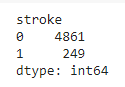 stroke
0    4861
1     249
dtype: int64